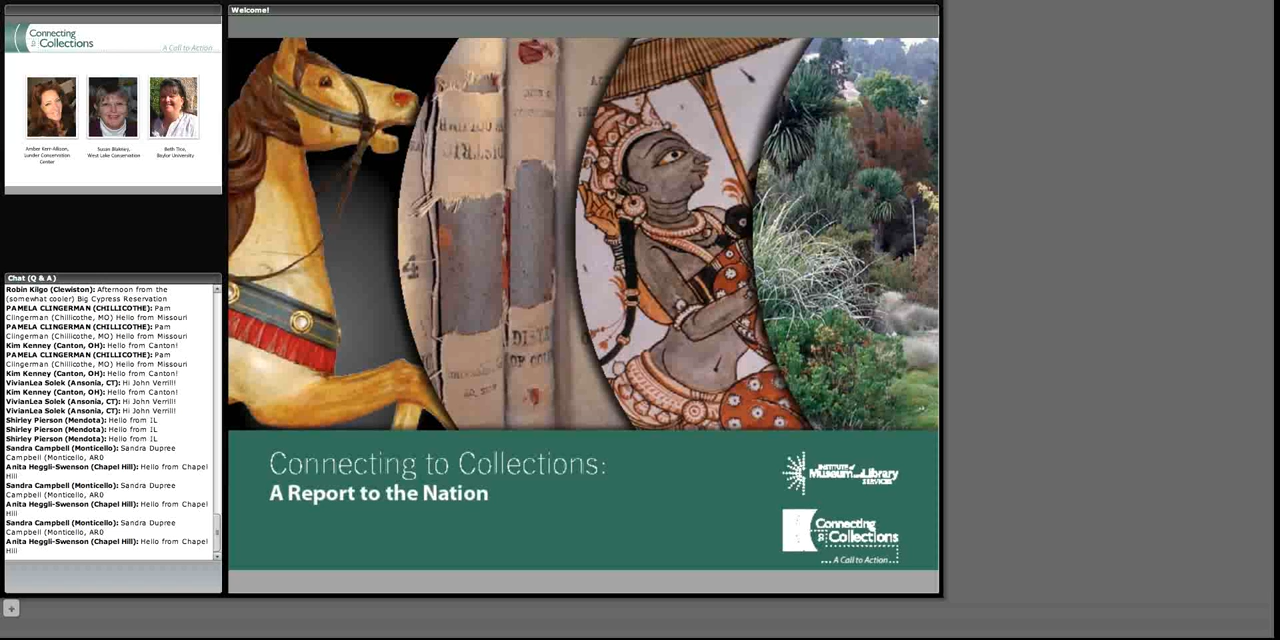 Connecting
to Collections
A Call to Action
Amber Kerr-Allison,
Lunder Conservation
Center
Susan Blakney,
West Lake Conservation
Beth Tice,
Baylor University
Chat (Q & A)
Robin Kilgo (Clewiston): Afternoon from the
(somewhat cooler) Big Cypress Reservation
PAMELA CLINGERMAN (CHILLICOTHE): Pam
Clingerman (Chillicothe, MO) Hello from Missouri
PAMELA CLINGERMAN (CHILLICOTHE): Pam
Clingerman (Chillicothe, MO) Hello from Missouri
Kim Kenney (Canton, OH): Hello from Canton!
PAMELA CLINGERMAN (CHILLICOTHE): Pam
Clingerman (Chillicothe, MO) Hello from Missouri
Kim Kenney (Canton, OH): Hello from Canton!
VivianLea Solek (Ansonia, CT): Hi John Verrill!
Kim Kenney (Canton, OH): Hello from Canton!
VivianLea Solek (Ansonia, CT): Hi John Verrill!
VivianLea Solek (Ansonia, CT): Hi John Verrill!
Shirley Pierson (Mendota): Hello from IL
Shirley Pierson (Mendota): Hello from IL
Shirley Pierson (Mendota): Hello from IL
Sandra Campbell (Monticello): Sandra Dupree
Campbell (Monticello, AR0
Anita Heggli-Swenson (Chapel Hill): Hello from Chapel
Hill
Sandra Campbell (Monticello): Sandra Dupree
Campbell (Monticello, AR0
Anita Heggli-Swenson (Chapel Hill): Hello from Chapel
Hill
Sandra Campbell (Monticello): Sandra Dupree
Campbell (Monticello, AR0
Anita Heggli-Swenson (Chapel Hill): Hello from Chapel
Hill
Welcome!
Connecting to Collections:
A Report to the Nation
INSTITUTE of
Museum and Library
SERVICES
Connecting
to Collections
A Call to Action